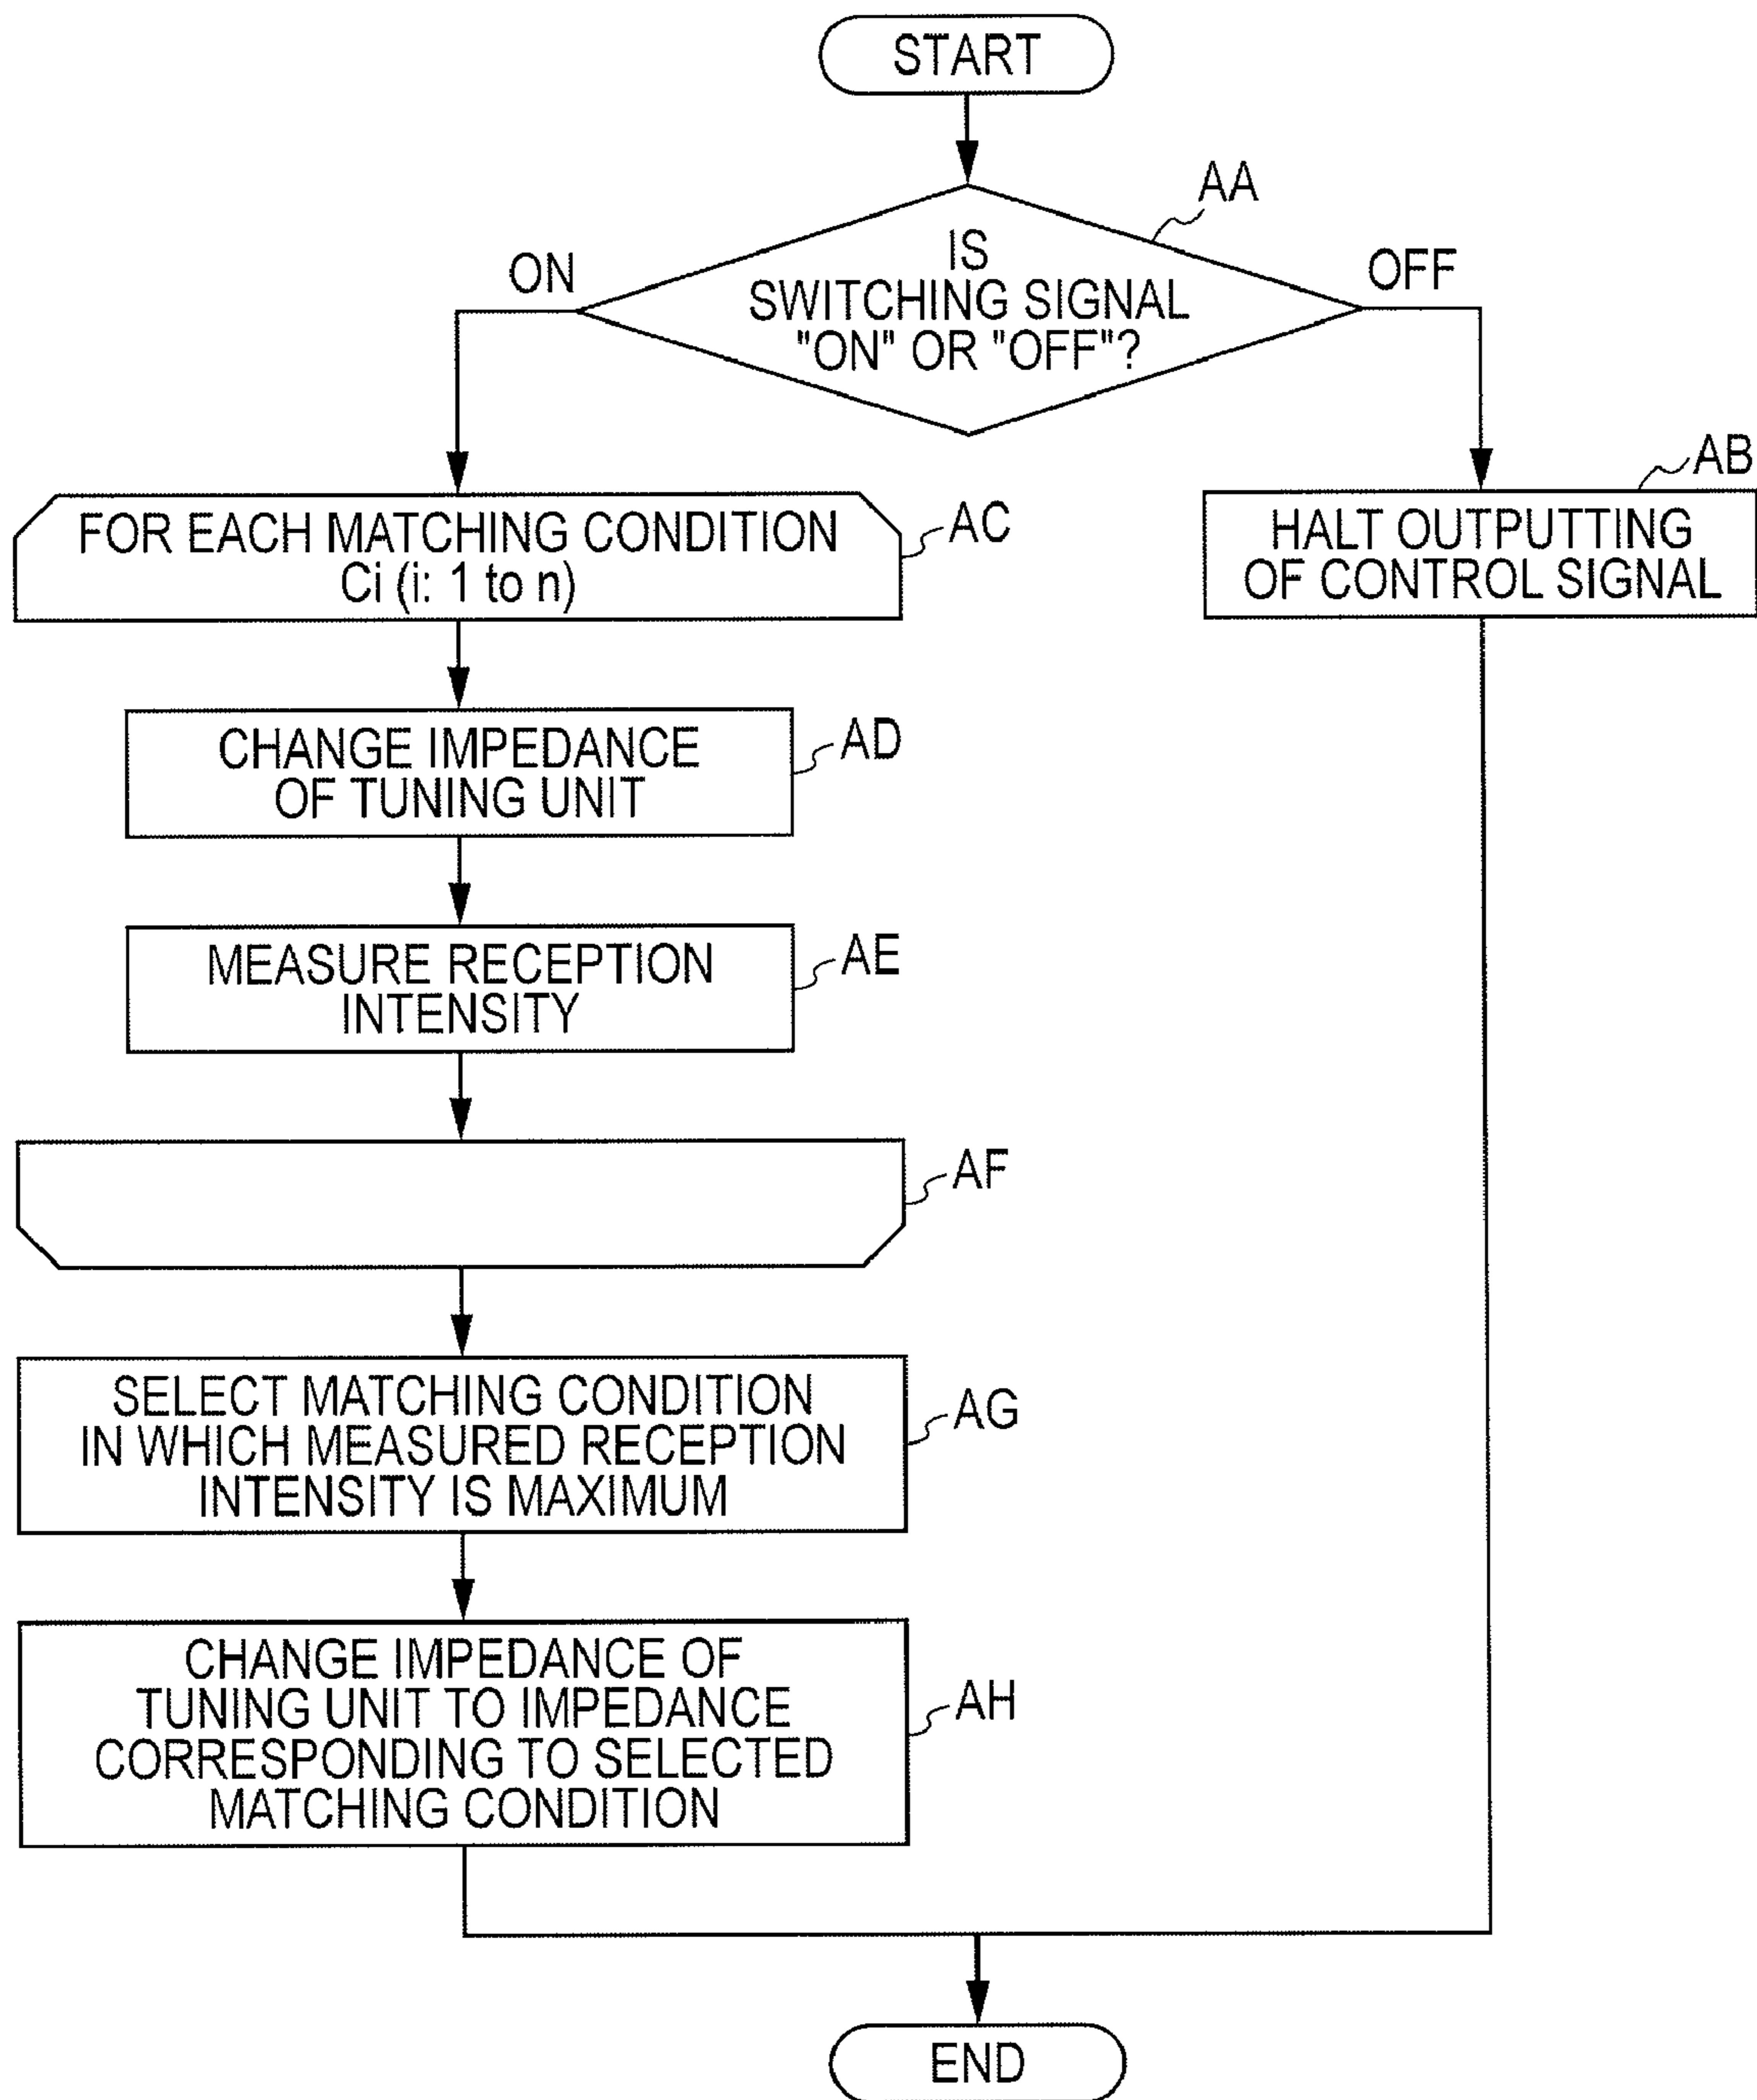 START
AA
IS
SWITCHING SIGNAL
"ON" OR "OFF"?
ON
OFF
AB
HALT OUTPUTTING
OF CONTROL SIGNAL
FOR EACH MATCHING CONDITION
Ci (i: 1 to n)
AC
CHANGE IMPEDANCE
OF TUNING UNIT
AD
MEASURE RECEPTION
INTENSITY
AE
AF
SELECT MATCHING CONDITION
IN WHICH MEASURED RECEPTION
INTENSITY IS MAXIMUM
AG
CHANGE IMPEDANCE OF
TUNING UNIT TO IMPEDANCE
CORRESPONDING TO SELECTED
MATCHING CONDITION
AH
END